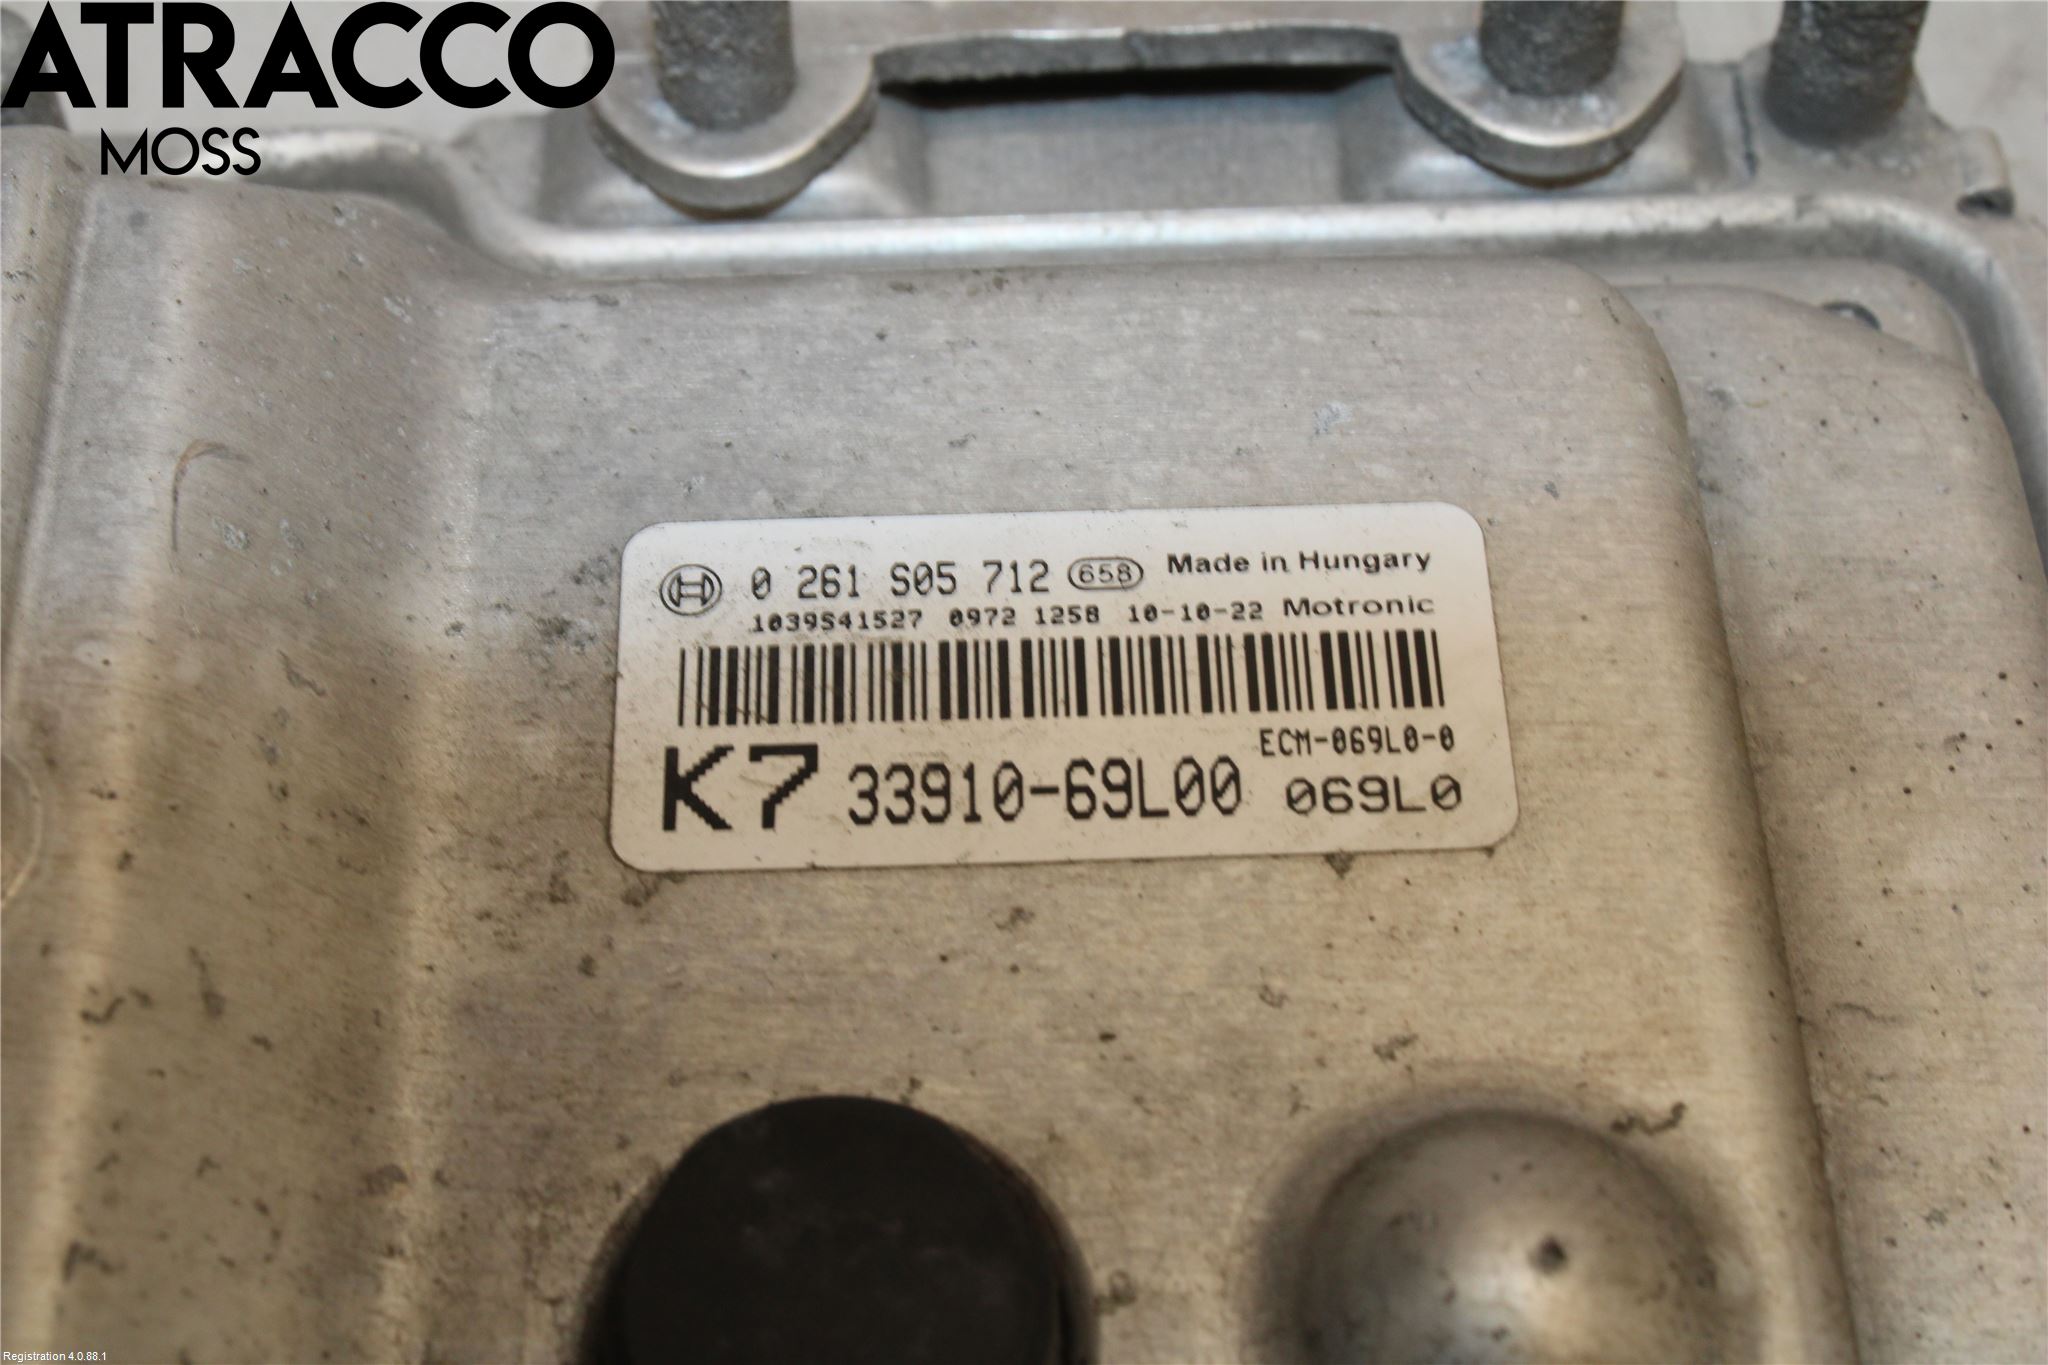 ATRACCO
MOSS
0 261 S05 712 658 Made in Hungary
1039S41527 0972 1258 10-10-22 Motronic
ECM-069L0-0
K7 33910-69L00 069L0
Registration 4.0.88.1